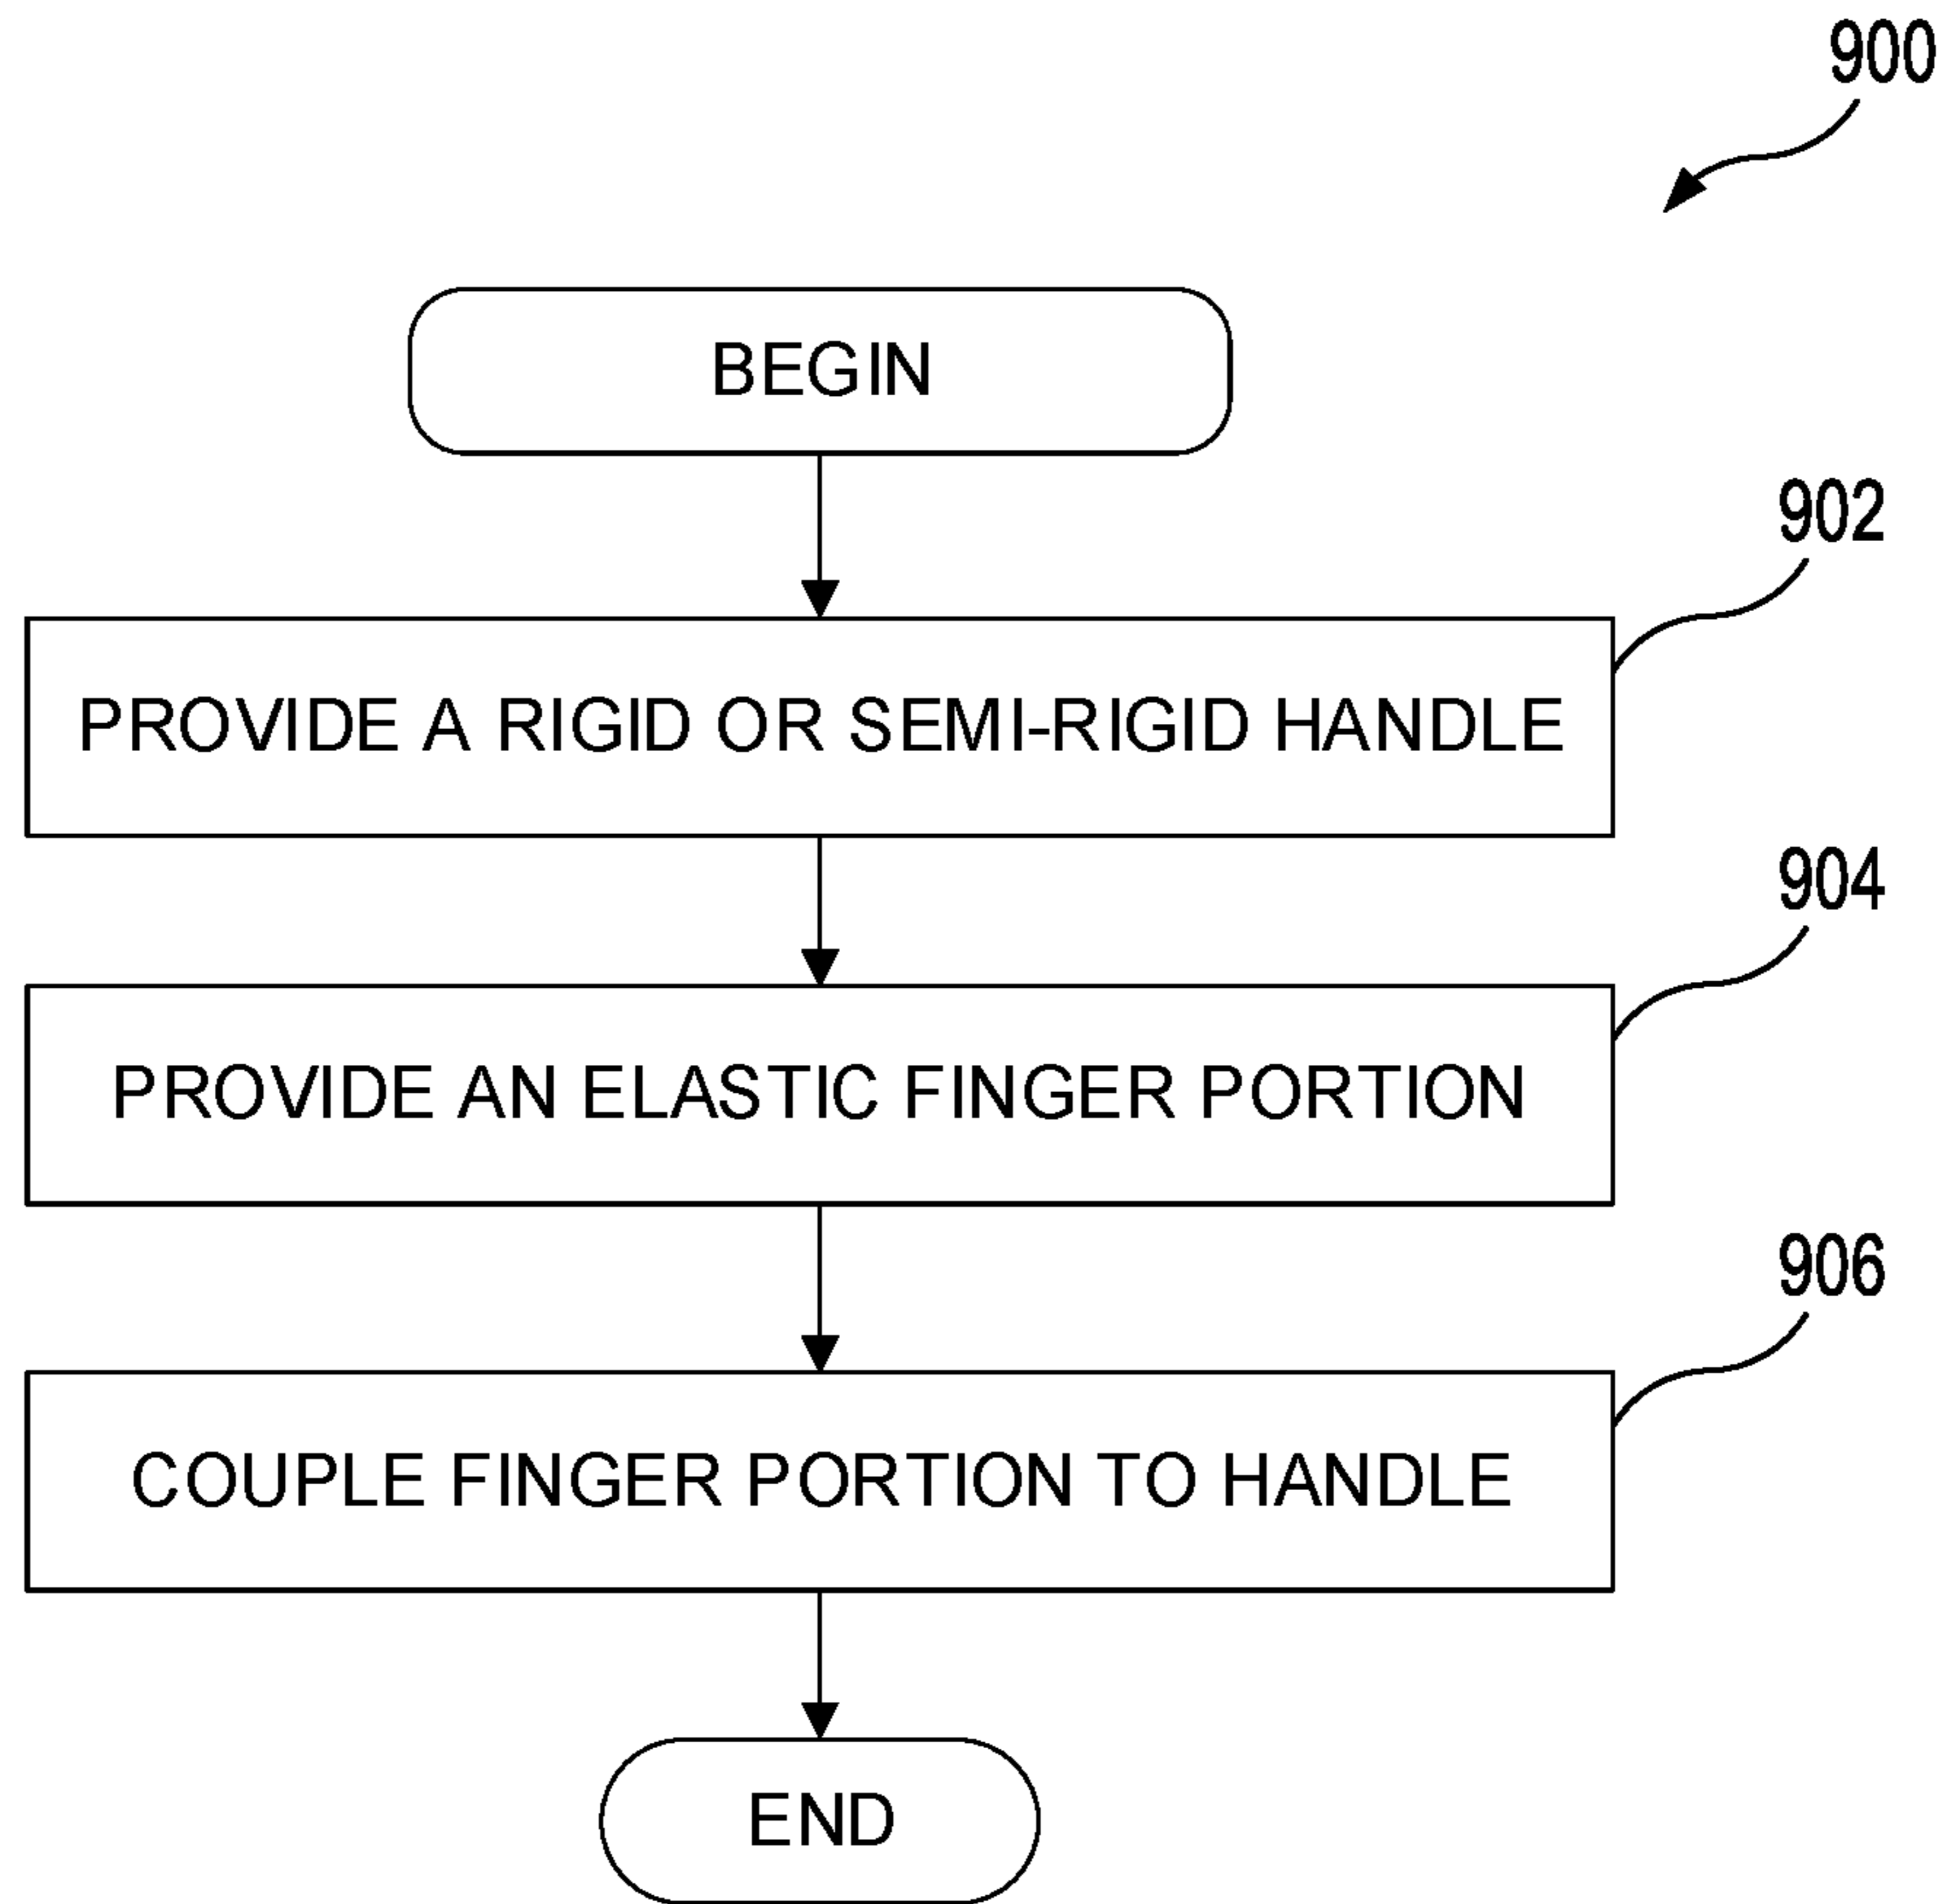 900
BEGIN
902
PROVIDE A RIGID OR SEMI-RIGID HANDLE
904
PROVIDE AN ELASTIC FINGER PORTION
906
COUPLE FINGER PORTION TO HANDLE
END